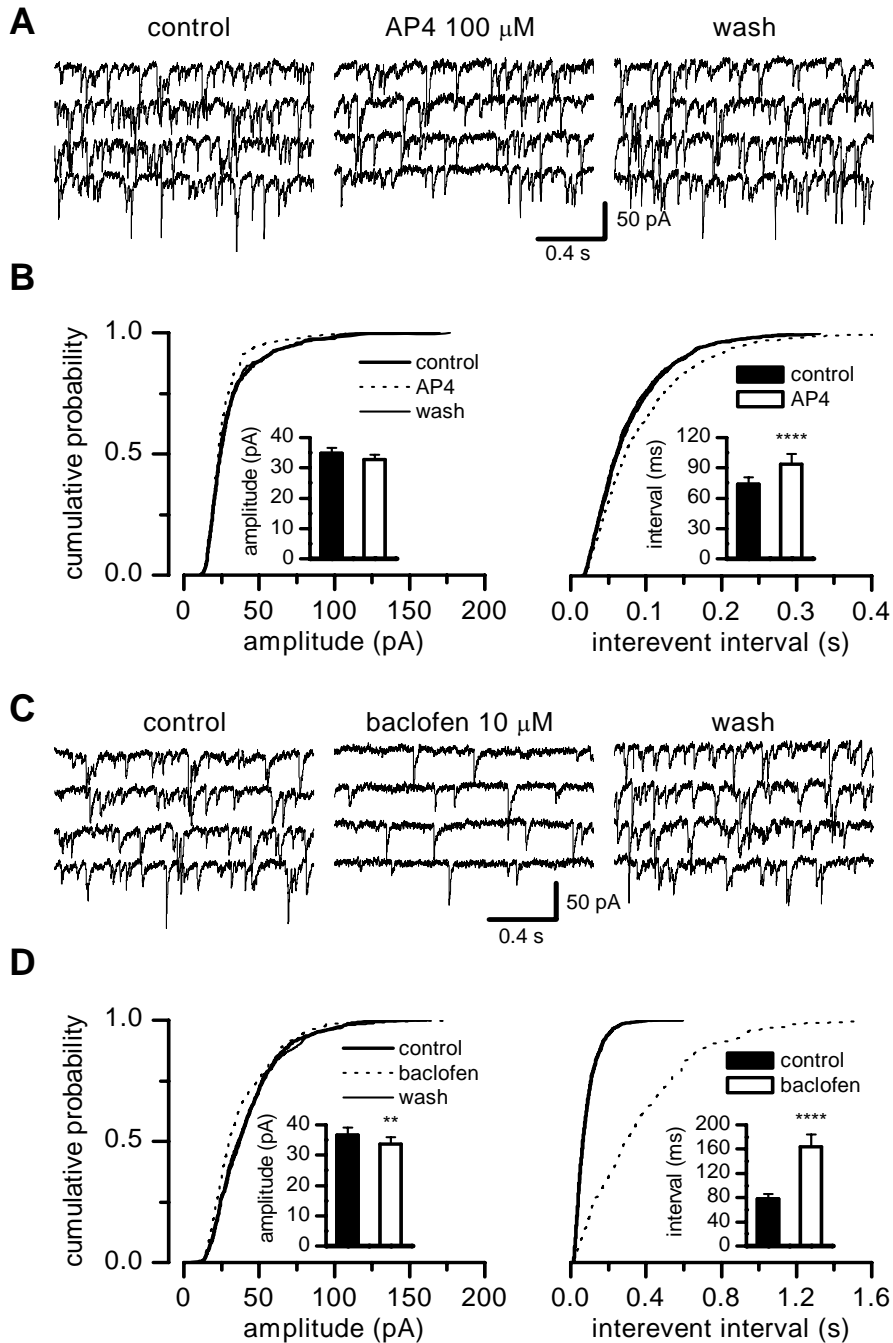 A
control
AP4 100 μM
wash
50 pA
0.4 s
B
cumulative probability
1.0
0.5
0.0
control
AP4
wash
amplitude (pA)
40
30
20
10
0
0 50 100 150 200
amplitude (pA)
control
AP4
interval (ms)
120
90
60
30
0
****
0.0 0.1 0.2 0.3 0.4
interevent interval (s)
C
control
baclofen 10 μM
wash
50 pA
0.4 s
D
cumulative probability
1.0
0.5
0.0
control
baclofen
wash
amplitude (pA)
40
30
20
10
0
**
0 50 100 150 200
amplitude (pA)
control
baclofen
interval (ms)
200
160
120
80
40
0
****
0.0 0.4 0.8 1.2 1.6
interevent interval (s)